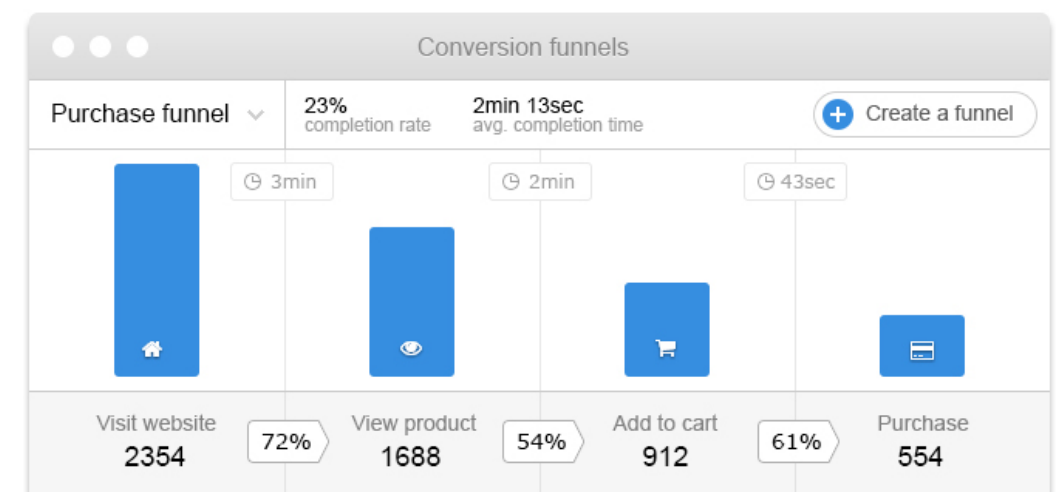 Conversion funnels
Purchase funnel
23%
completion rate
2min 13sec
avg. completion time
Create a funnel
3min
2min
43sec
Visit website
2354
72%
View product
1688
54%
Add to cart
912
61%
Purchase
554